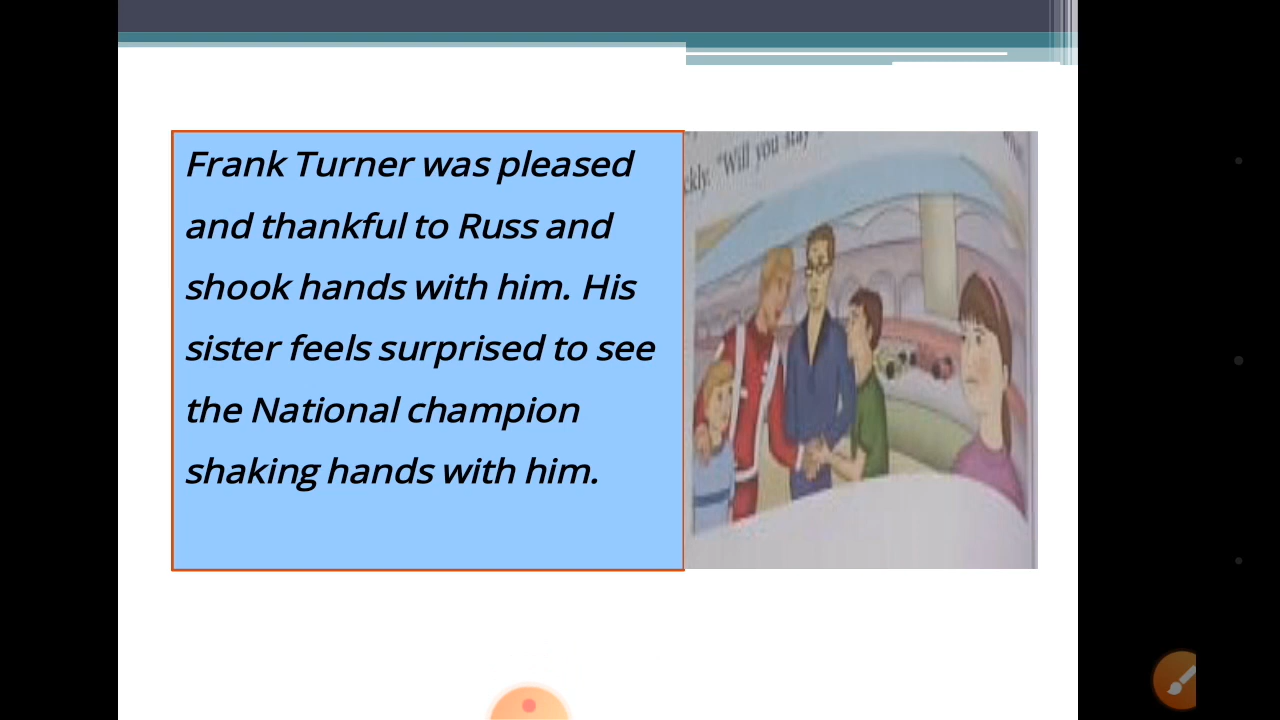 Frank Turner was pleased
and thankful to Russ and
shook hands with him. His
sister feels surprised to see
the National champion
shaking hands with him.
"Will you stay